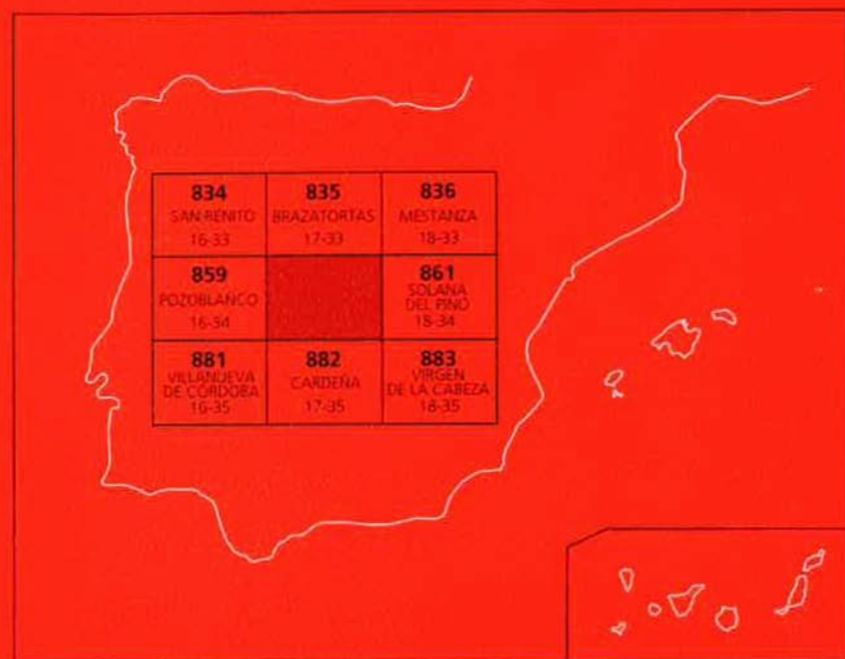 834
SAN BENITO
16-33
835
BRAZATORTAS
17-33
836
MESTANZA
18-33
859
POZOBLANCO
16-34
861
SOLANA
DEL PINO
18-34
881
VILLANUEVA
DE CÓRDOBA
16-35
882
CARDEÑA
17-35
883
VIRGEN
DE LA CABEZA
18-35